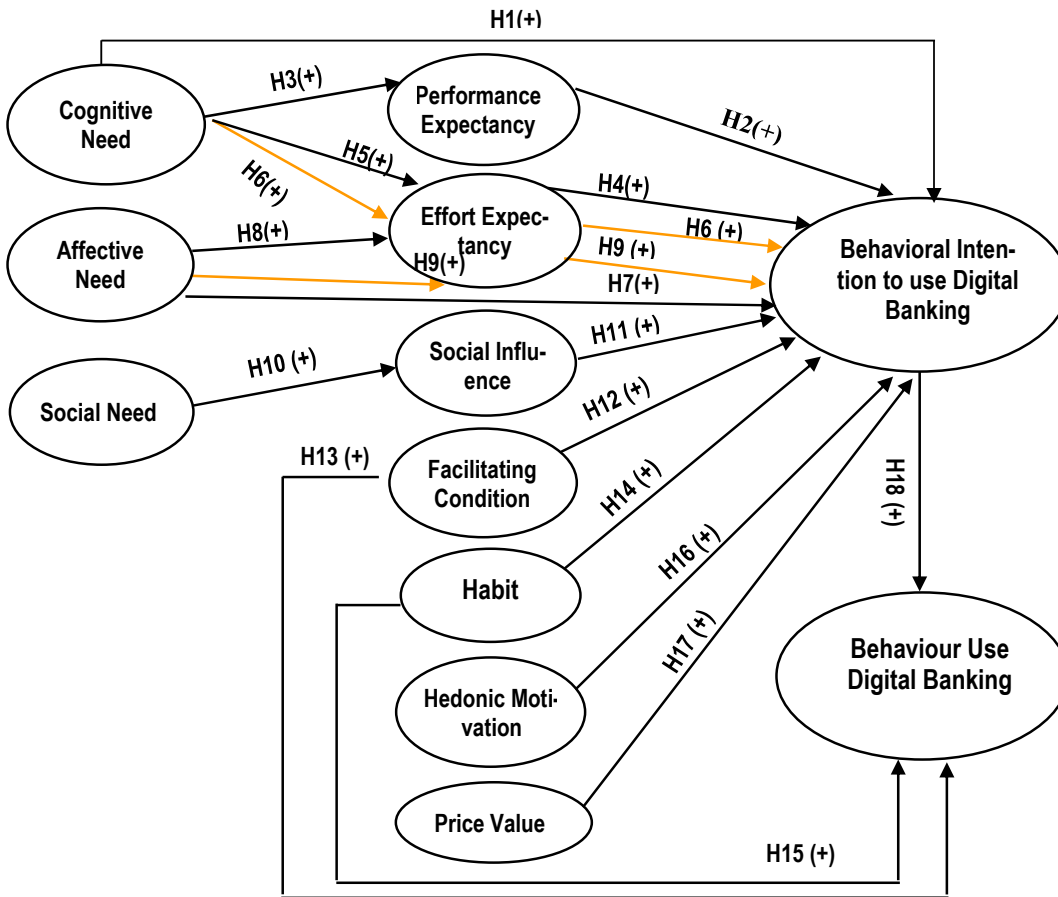 H1(+)
Cognitive
Need
H3(+)
Performance
Expectancy
H2(+)
H5(+)
H6(+)
H4(+)
Effort Expec-
tancy
H6 (+)
H9 (+)
Behavioral Inten-
tion to use Digital
Banking
Affective
Need
H8(+)
H9(+)
H7(+)
H10 (+)
Social Influ-
ence
H11 (+)
Social Need
H12 (+)
H13 (+)
Facilitating
Condition
H14 (+)
H18 (+)
Habit
H16 (+)
H17 (+)
Behaviour Use
Digital Banking
Hedonic Moti-
vation
Price Value
H15 (+)